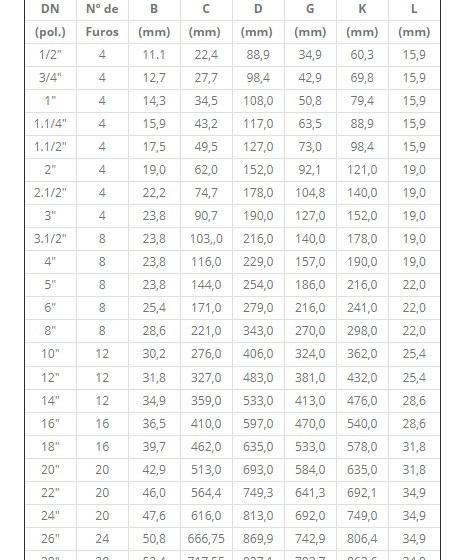 DN Nº de B C D G K L
(pol.) Furos (mm) (mm) (mm) (mm) (mm) (mm)
1/2" 4 11.1 22,4 88,9 34,9 60,3 15,9
3/4" 4 12,7 27,7 98,4 42,9 69,8 15,9
1" 4 14,3 34,5 108,0 50,8 79,4 15,9
1.1/4" 4 15,9 43,2 117,0 63,5 88,9 15,9
1.1/2" 4 17,5 49,5 127,0 73,0 98,4 15,9
2" 4 19,0 62,0 152,0 92,1 121,0 19,0
2.1/2" 4 22,2 74,7 178,0 104,8 140,0 19,0
3" 4 23,8 90,7 190,0 127,0 152,0 19,0
3.1/2" 8 23,8 103,,0 216,0 140,0 178,0 19,0
4" 8 23,8 116,0 229,0 157,0 190,0 19,0
5" 8 23,8 144,0 254,0 186,0 216,0 22,0
6" 8 25,4 171,0 279,0 216,0 241,0 22,0
8" 8 28,6 221,0 343,0 270,0 298,0 22,0
10" 12 30,2 276,0 406,0 324,0 362,0 25,4
12" 12 31,8 327,0 483,0 381,0 432,0 25,4
14" 12 34,9 359,0 533,0 413,0 476,0 28,6
16" 16 36,5 410,0 597,0 470,0 540,0 28,6
18" 16 39,7 462,0 635,0 533,0 578,0 31,8
20" 20 42,9 513,0 693,0 584,0 635,0 31,8
22" 20 46,0 564,4 749,3 641,3 692,1 34,9
24" 20 47,6 616,0 813,0 692,0 749,0 34,9
26" 24 50,8 666,75 869,9 742,9 806,4 34,9